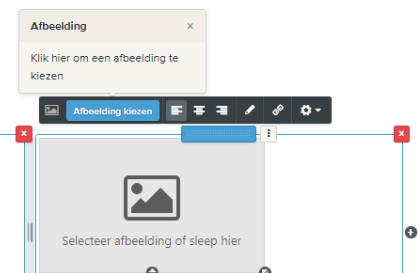 Afbeelding ×
Klik hier om een afbeelding te
kiezen
Afbeelding kiezen
Selecteer afbeelding of sleep hier